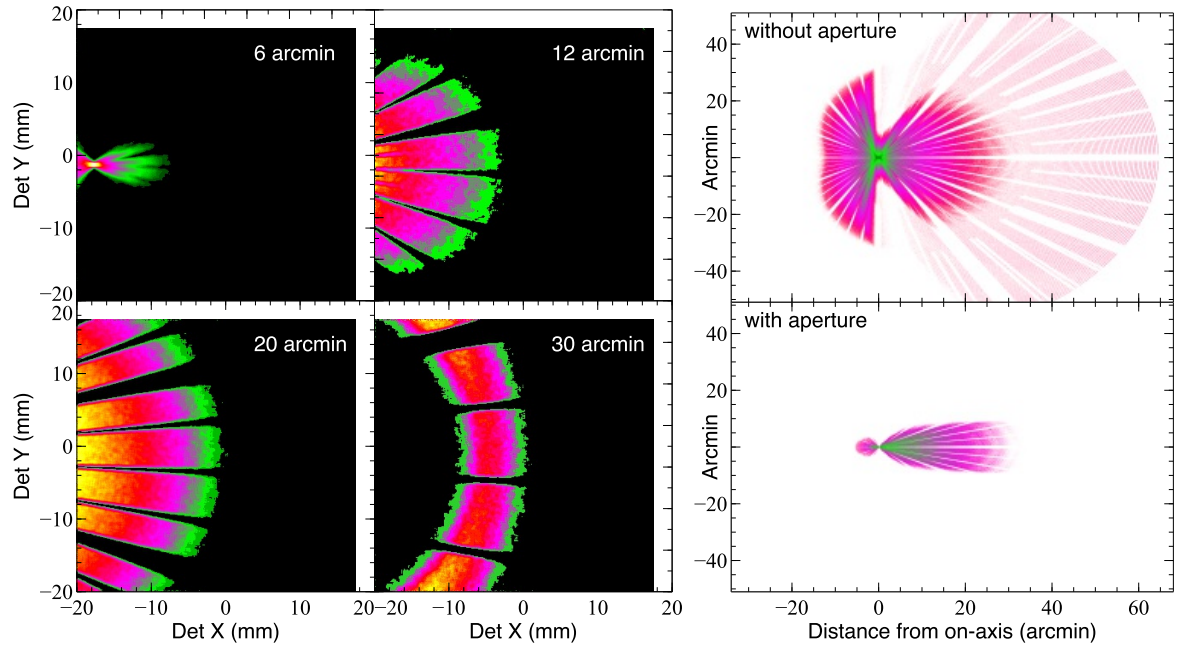 20
10
0
−10
−20
Det Y (mm)
6 arcmin
12 arcmin
20
10
0
−10
−20
Det Y (mm)
20 arcmin
30 arcmin
−20 −10 0 10 20 −20 −10 0 10 20
Det X (mm) Det X (mm)
without aperture
40
20
0
−20
−40
Arcmin
with aperture
40
20
0
−20
−40
Arcmin
−20 0 20 40 60
Distance from on-axis (arcmin)